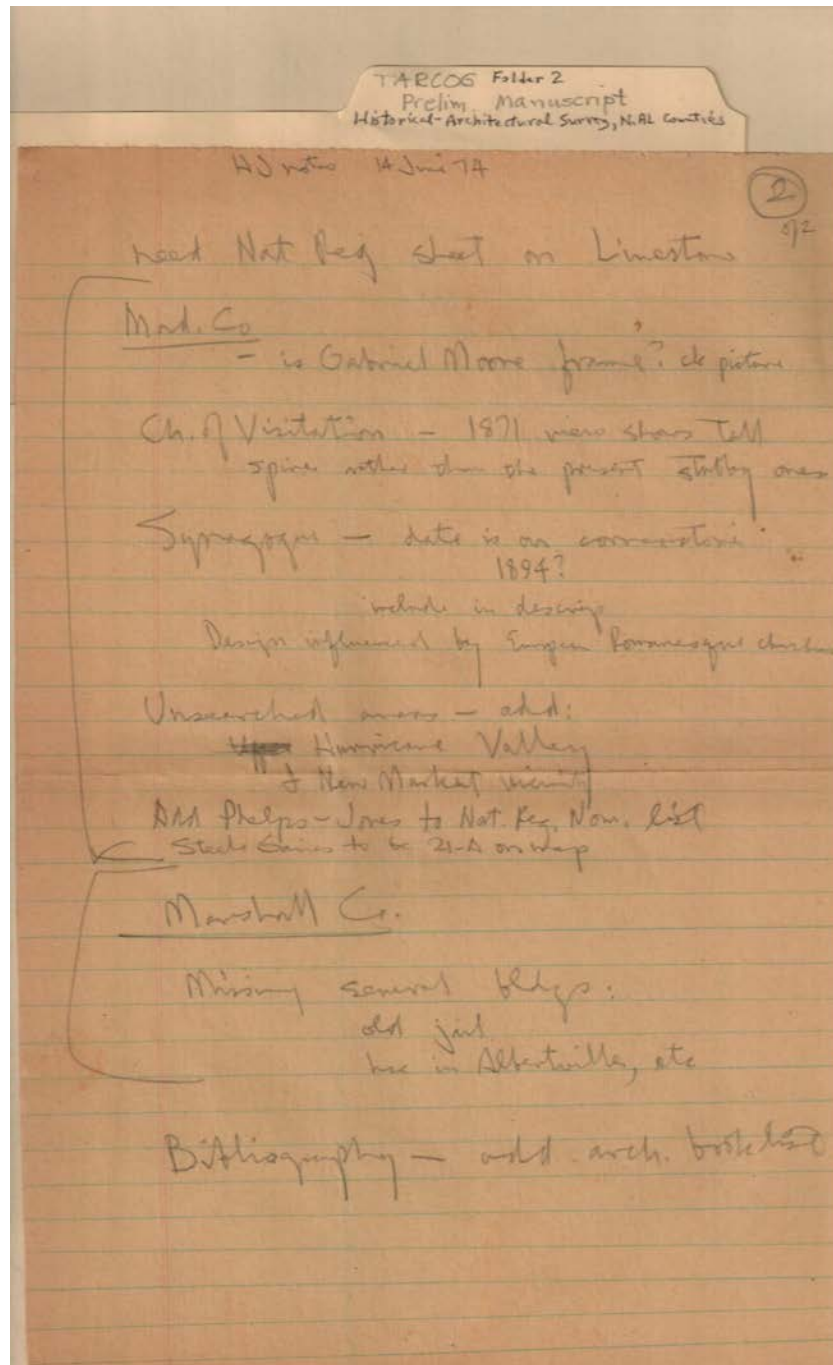 TARCOG Folder 2
Prelim Manuscript
Historical-Architectural Survey, N. AL Counties
HJ notes 14 June 74
2
of 2
need Nat Reg sheet on Limestone
Mad. Co
- is Gabriel Moore frame? ck picture
Ch. of Visitation - 1871 view shows tall
spires rather than the present stubby ones
Synagogue - date is on cornerstone
1894?
include in descrip
Design influenced by European Romanesque churches
Unsearched areas - add:
Hurricane Valley
& New Market vicinity
Add Phelps-Jones to Nat. Reg. Nom. list
Steele Gaines to be 21-A on map
Marshall Co.
Missing several bldgs:
old jail
hse in Albertville, etc
Bibliography - add arch. book list